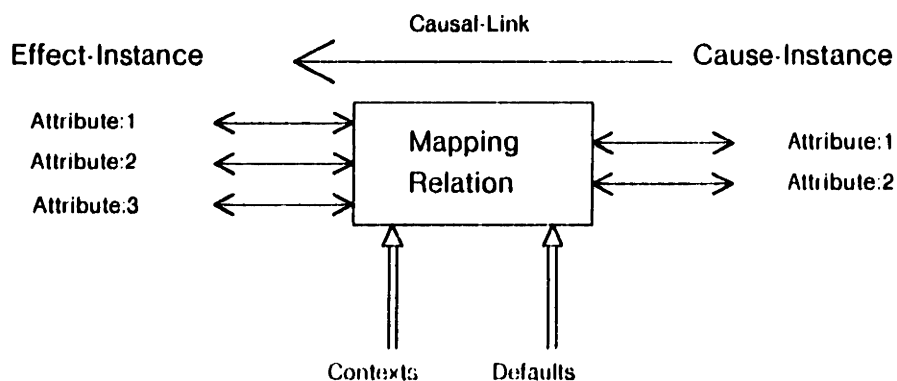 Causal-Link
Effect-Instance
Cause-Instance
Attribute:1
Attribute:2
Attribute:3
Mapping
Relation
Attribute:1
Attribute:2
Contexts
Defaults